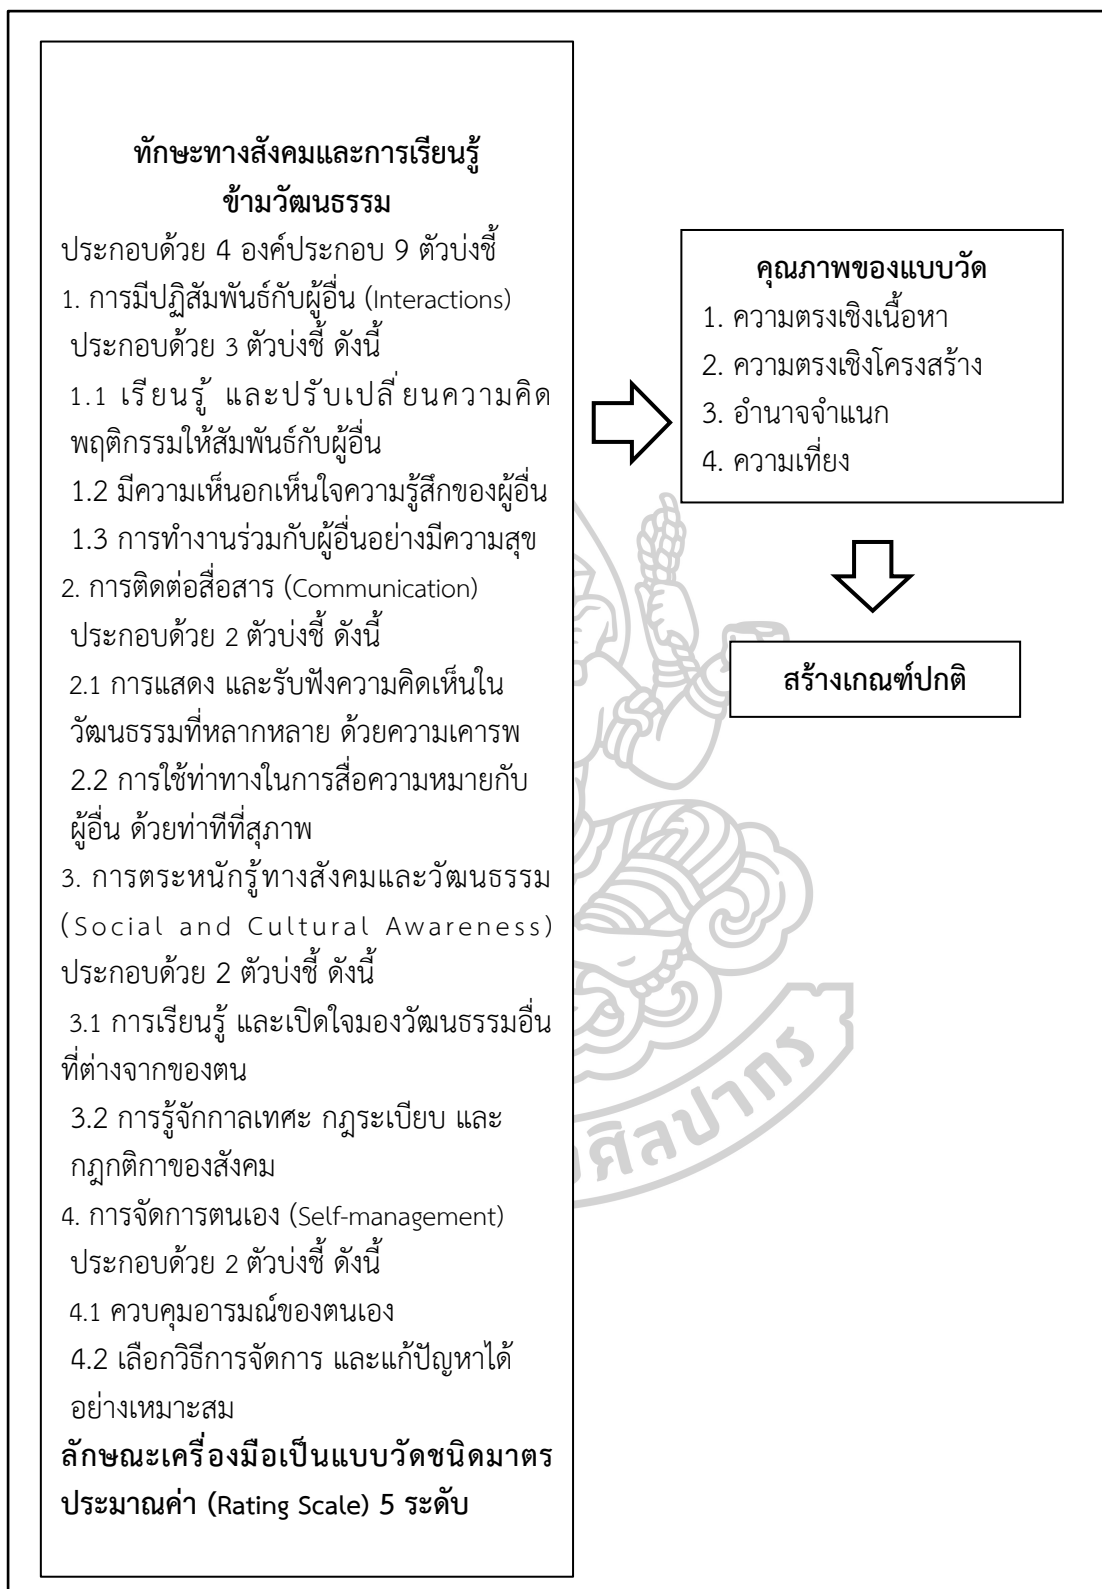 ทักษะทางสังคมและการเรียนรู้
ข้ามวัฒนธรรม
ประกอบด้วย 4 องค์ประกอบ 9 ตัวบ่งชี้
1. การมีปฏิสัมพันธ์กับผู้อื่น (Interactions)
ประกอบด้วย 3 ตัวบ่งชี้ ดังนี้
1.1 เรียนรู้ และปรับเปลี่ยนความคิด
พฤติกรรมให้สัมพันธ์กับผู้อื่น
1.2 มีความเห็นอกเห็นใจความรู้สึกของผู้อื่น
1.3 การทำงานร่วมกับผู้อื่นอย่างมีความสุข
2. การติดต่อสื่อสาร (Communication)
ประกอบด้วย 2 ตัวบ่งชี้ ดังนี้
2.1 การแสดง และรับฟังความคิดเห็นใน
วัฒนธรรมที่หลากหลาย ด้วยความเคารพ
2.2 การใช้ท่าทางในการสื่อความหมายกับ
ผู้อื่น ด้วยท่าทีที่สุภาพ
3. การตระหนักรู้ทางสังคมและวัฒนธรรม
(Social and Cultural Awareness)
ประกอบด้วย 2 ตัวบ่งชี้ ดังนี้
3.1 การเรียนรู้ และเปิดใจมองวัฒนธรรมอื่น
ที่ต่างจากของตน
3.2 การรู้จักกาลเทศะ กฎระเบียบ และ
กฎกติกาของสังคม
4. การจัดการตนเอง (Self-management)
ประกอบด้วย 2 ตัวบ่งชี้ ดังนี้
4.1 ควบคุมอารมณ์ของตนเอง
4.2 เลือกวิธีการจัดการ และแก้ปัญหาได้
อย่างเหมาะสม
ลักษณะเครื่องมือเป็นแบบวัดชนิดมาตร
ประมาณค่า (Rating Scale) 5 ระดับ
คุณภาพของแบบวัด
1. ความตรงเชิงเนื้อหา
2. ความตรงเชิงโครงสร้าง
3. อำนาจจำแนก
4. ความเที่ยง
สร้างเกณฑ์ปกติ
ศิลปากร